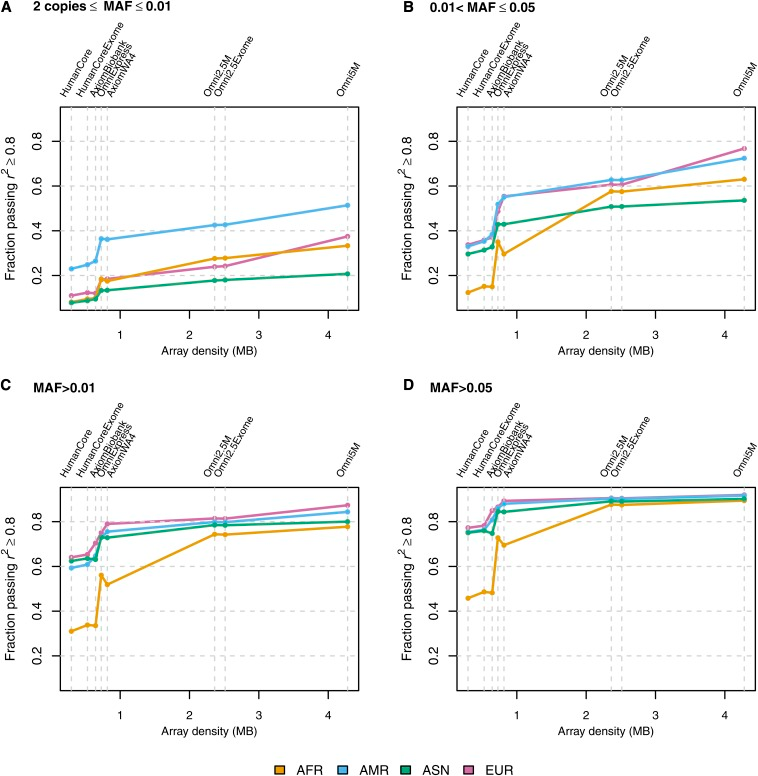 A 2 copies ≤ MAF ≤ 0.01
HumanCore
HumanCoreExome
AxiomBiobank
OmniExpress
AxiomWA4
Omni2.5M
Omni2.5Exome
Omni5M
Fraction passing r² ≥ 0.8
0.8
0.6
0.4
0.2
1 2 3 4
Array density (MB)
B 0.01< MAF ≤ 0.05
HumanCore
HumanCoreExome
AxiomBiobank
OmniExpress
AxiomWA4
Omni2.5M
Omni2.5Exome
Omni5M
Fraction passing r² ≥ 0.8
0.8
0.6
0.4
0.2
1 2 3 4
Array density (MB)
C MAF>0.01
HumanCore
HumanCoreExome
AxiomBiobank
OmniExpress
AxiomWA4
Omni2.5M
Omni2.5Exome
Omni5M
Fraction passing r² ≥ 0.8
0.8
0.6
0.4
0.2
1 2 3 4
Array density (MB)
D MAF>0.05
HumanCore
HumanCoreExome
AxiomBiobank
OmniExpress
AxiomWA4
Omni2.5M
Omni2.5Exome
Omni5M
Fraction passing r² ≥ 0.8
0.8
0.6
0.4
0.2
1 2 3 4
Array density (MB)
AFR AMR ASN EUR